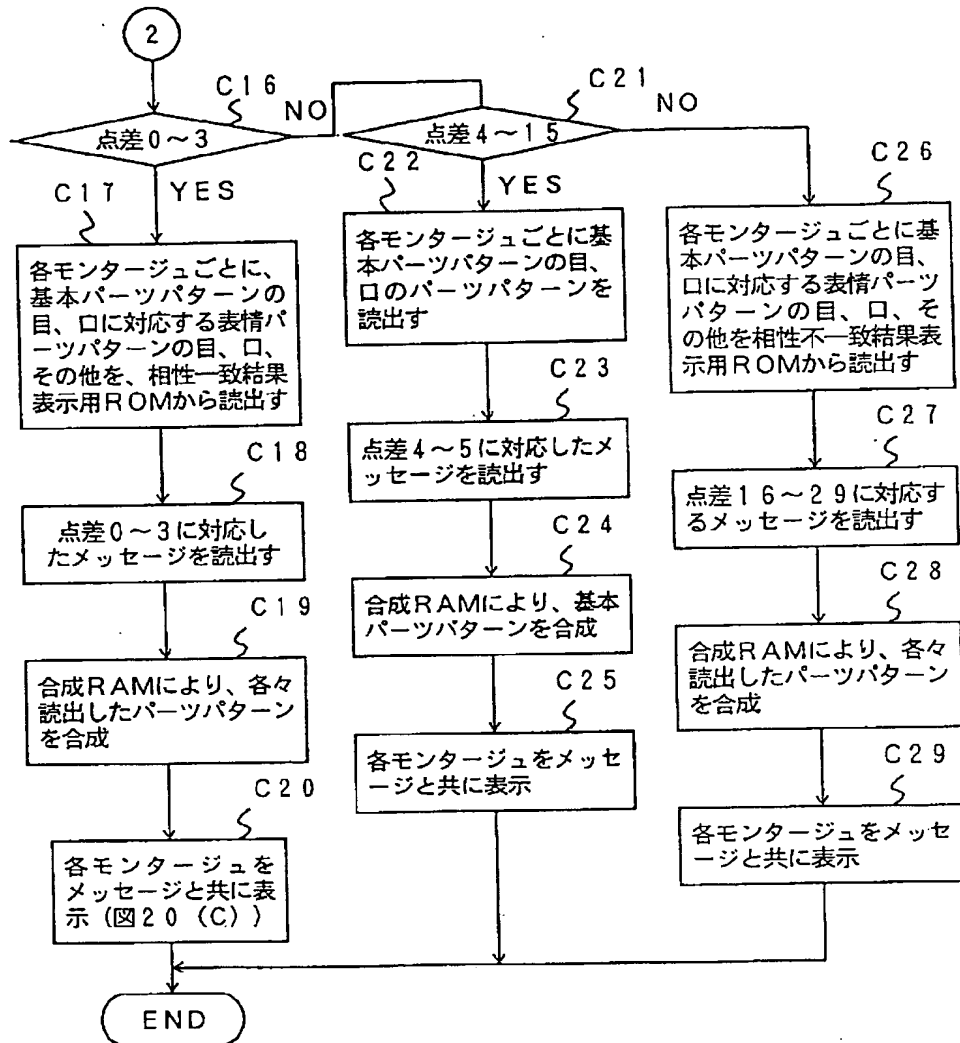 2
C16
点差0～3
NO
C17
YES
各モンタージュごとに、
基本パーツパターンの
目、口に対応する表情パ
ーツパターンの目、口、
その他を、相性一致結果
表示用ROMから読出す
C18
点差0～3に対応し
たメッセージを読出す
C19
合成RAMにより、各々
読出したパーツパターン
を合成
C20
各モンタージュを
メッセージと共に表
示（図20（C））
END
C21
点差4～15
NO
C22
YES
各モンタージュごとに基
本パーツパターンの目、
口のパーツパターンを
読出す
C23
点差4～5に対応したメ
ッセージを読出す
C24
合成RAMにより、基本
パーツパターンを合成
C25
各モンタージュをメッセ
ージと共に表示
C26
各モンタージュごとに基
本パーツパターンの目、
口に対応する表情パーツ
パターンの目、口、そ
の他を相性不一致結果表
示用ROMから読出す
C27
点差16～29に対応す
るメッセージを読出す
C28
合成RAMにより、各々
読出したパーツパターン
を合成
C29
各モンタージュをメッセ
ージと共に表示